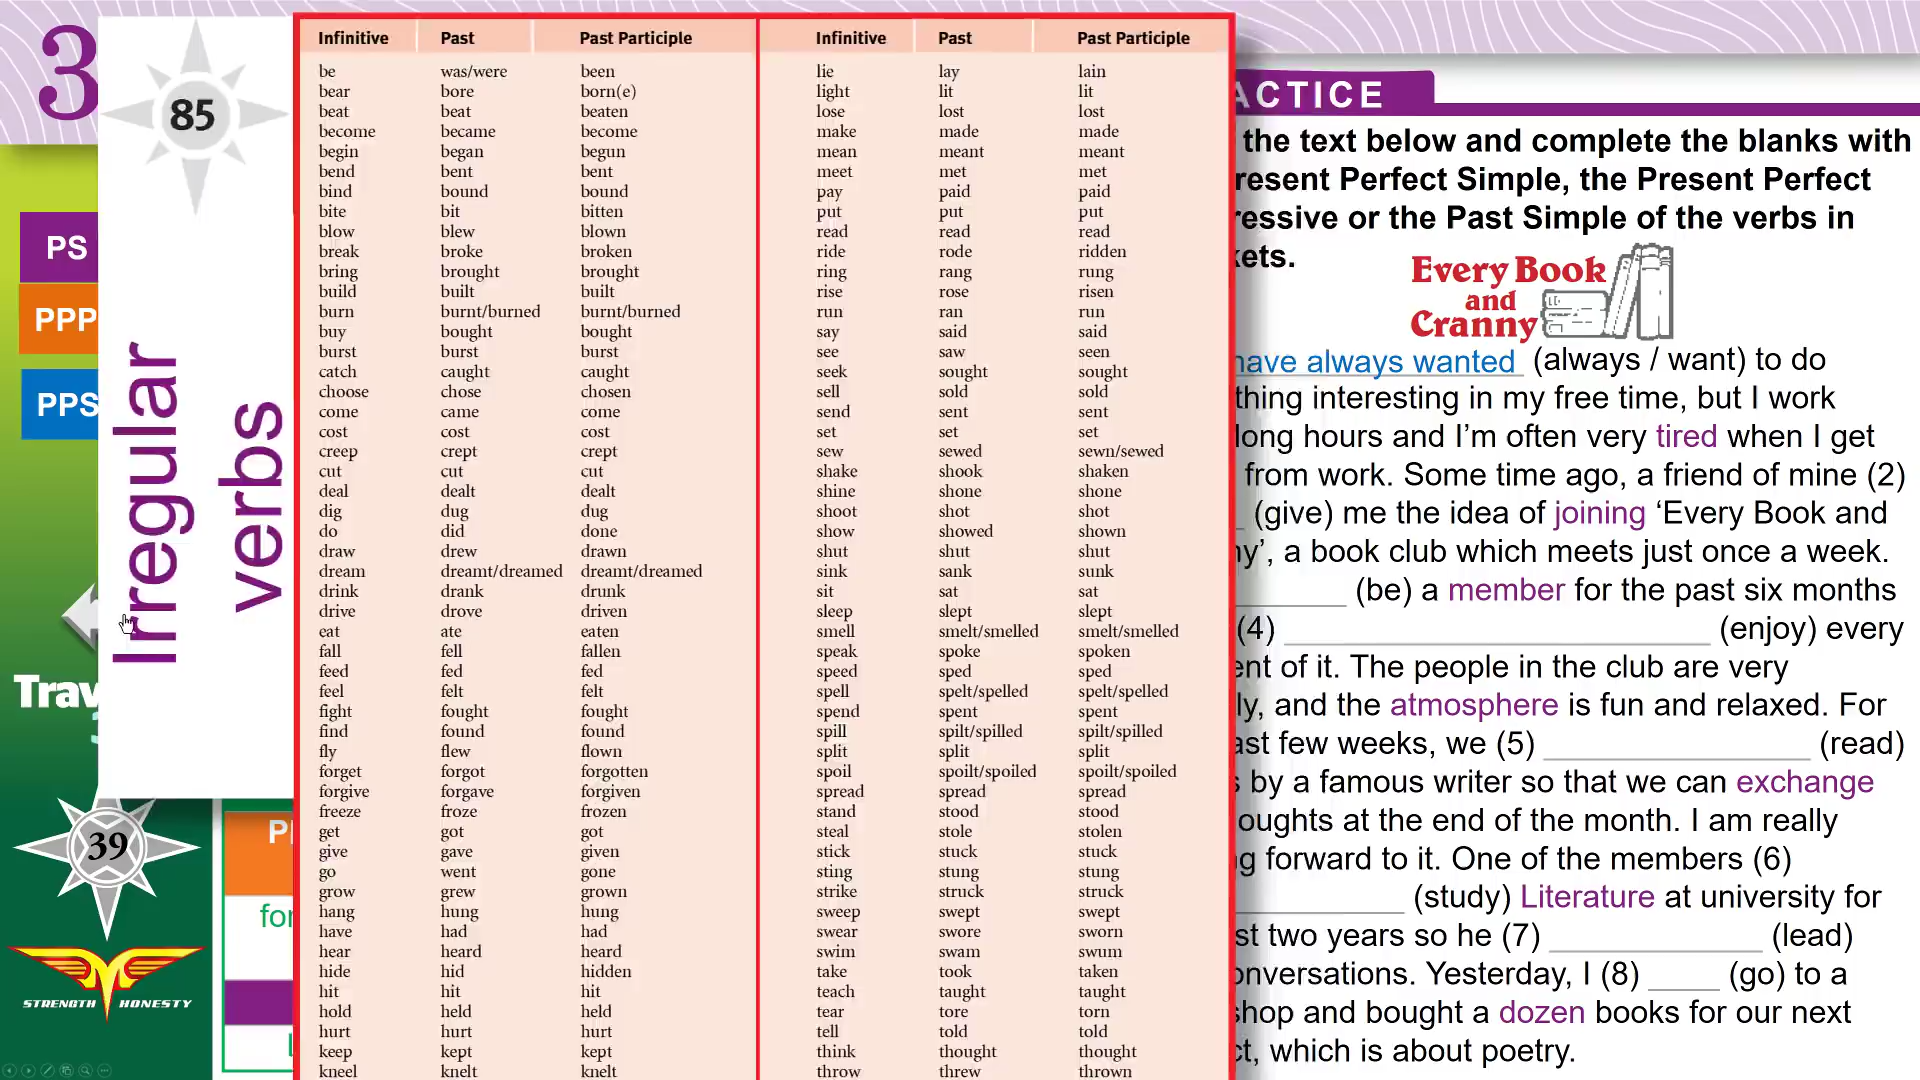 3
85
PS
PPP
PPS
Irregular
verbs
Trav
39
STRENGTH HONESTY
Infinitive Past Past Participle
be was/were been
bear bore born(e)
beat beat beaten
become became become
begin began begun
bend bent bent
bind bound bound
bite bit bitten
blow blew blown
break broke broken
bring brought brought
build built built
burn burnt/burned burnt/burned
buy bought bought
burst burst burst
catch caught caught
choose chose chosen
come came come
cost cost cost
creep crept crept
cut cut cut
deal dealt dealt
dig dug dug
do did done
draw drew drawn
dream dreamt/dreamed dreamt/dreamed
drink drank drunk
drive drove driven
eat ate eaten
fall fell fallen
feed fed fed
feel felt felt
fight fought fought
find found found
fly flew flown
forget forgot forgotten
forgive forgave forgiven
freeze froze frozen
get got got
give gave given
go went gone
grow grew grown
hang hung hung
have had had
hear heard heard
hide hid hidden
hit hit hit
hold held held
hurt hurt hurt
keep kept kept
kneel knelt knelt
Infinitive Past Past Participle
lie lay lain
light lit lit
lose lost lost
make made made
mean meant meant
meet met met
pay paid paid
put put put
read read read
ride rode ridden
ring rang rung
rise rose risen
run ran run
say said said
see saw seen
seek sought sought
sell sold sold
send sent sent
set set set
sew sewed sewn/sewed
shake shook shaken
shine shone shone
shoot shot shot
show showed shown
shut shut shut
sink sank sunk
sit sat sat
sleep slept slept
smell smelt/smelled smelt/smelled
speak spoke spoken
speed sped sped
spell spelt/spelled spelt/spelled
spend spent spent
spill spilt/spilled spilt/spilled
split split split
spoil spoilt/spoiled spoilt/spoiled
spread spread spread
stand stood stood
steal stole stolen
stick stuck stuck
sting stung stung
strike struck struck
sweep swept swept
swear swore sworn
swim swam swum
take took taken
teach taught taught
tear tore torn
tell told told
think thought thought
throw threw thrown
ACTICE
the text below and complete the blanks with
resent Perfect Simple, the Present Perfect
ressive or the Past Simple of the verbs in
kets.
Every Book
and
Cranny
have always wanted (always / want) to do
thing interesting in my free time, but I work
long hours and I'm often very tired when I get
from work. Some time ago, a friend of mine (2)
(give) me the idea of joining 'Every Book and
ny', a book club which meets just once a week.
(be) a member for the past six months
(4) (enjoy) every
ent of it. The people in the club are very
ly, and the atmosphere is fun and relaxed. For
ast few weeks, we (5) (read)
s by a famous writer so that we can exchange
oughts at the end of the month. I am really
ng forward to it. One of the members (6)
(study) Literature at university for
st two years so he (7) (lead)
onversations. Yesterday, I (8) (go) to a
shop and bought a dozen books for our next
ct, which is about poetry.